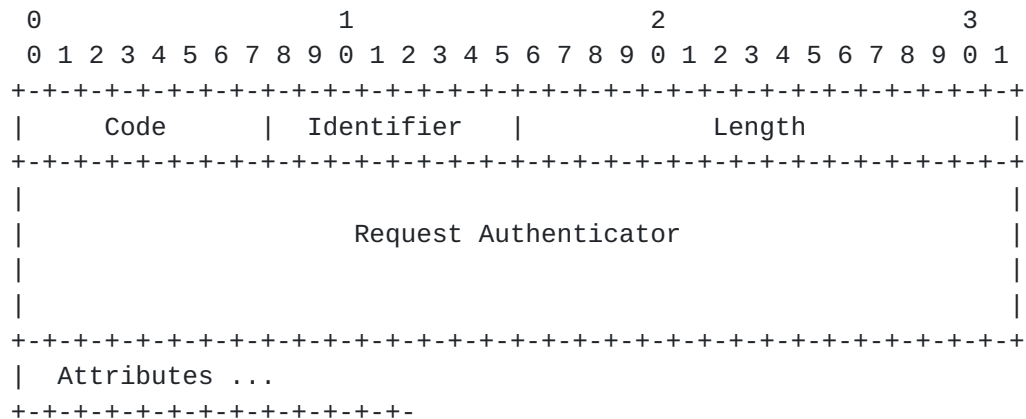 0                   1                   2                   3
 0 1 2 3 4 5 6 7 8 9 0 1 2 3 4 5 6 7 8 9 0 1 2 3 4 5 6 7 8 9 0 1
+-+-+-+-+-+-+-+-+-+-+-+-+-+-+-+-+-+-+-+-+-+-+-+-+-+-+-+-+-+-+-+-+
|     Code      |  Identifier   |            Length             |
+-+-+-+-+-+-+-+-+-+-+-+-+-+-+-+-+-+-+-+-+-+-+-+-+-+-+-+-+-+-+-+-+
|                                                               |
|                     Request Authenticator                     |
|                                                               |
|                                                               |
+-+-+-+-+-+-+-+-+-+-+-+-+-+-+-+-+-+-+-+-+-+-+-+-+-+-+-+-+-+-+-+-+
|  Attributes ...
+-+-+-+-+-+-+-+-+-+-+-+-+-